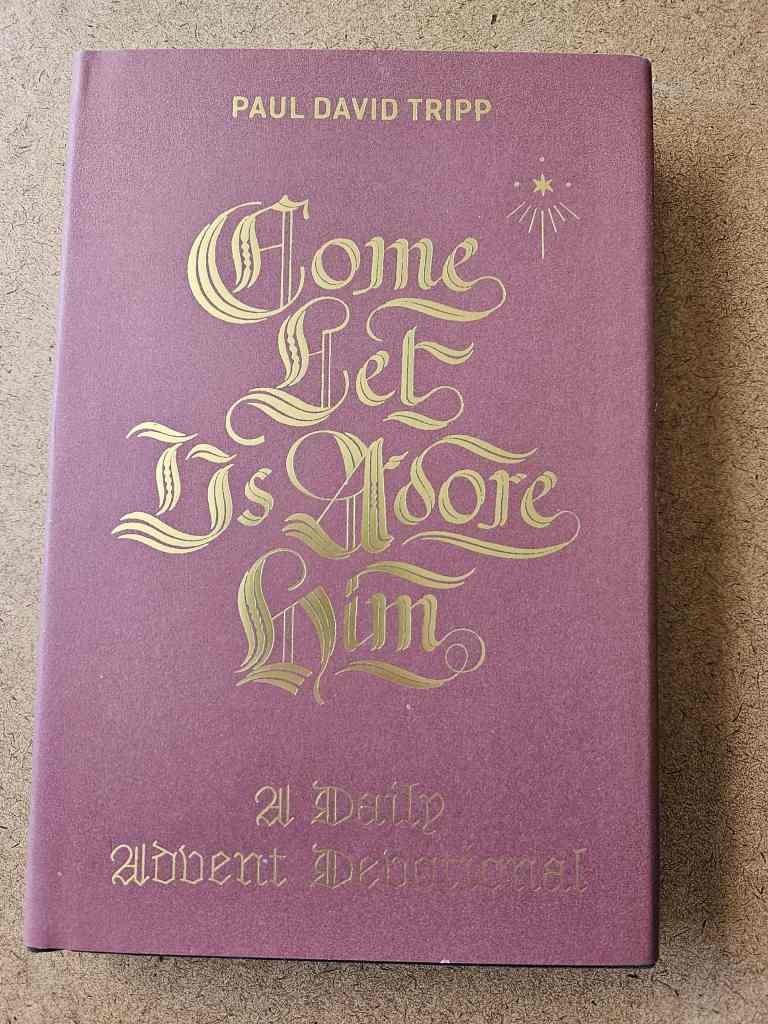 PAUL DAVID TRIPP
Come
Let
Us Adore
Him
A Daily
Advent Devotional